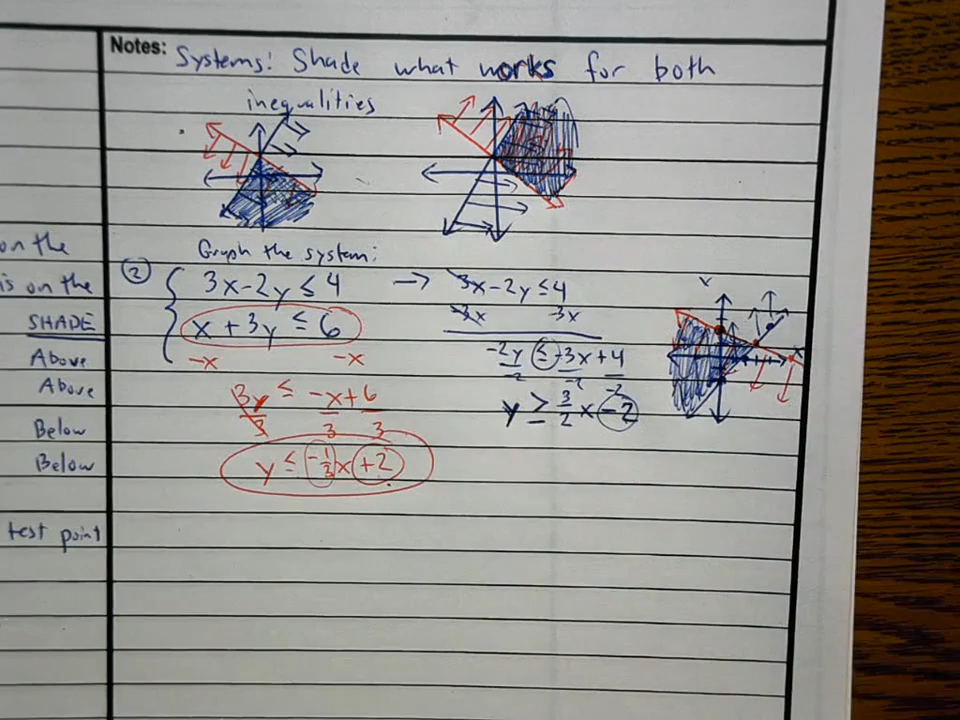 Notes: Systems: Shade what works for both
inequalities
on the
is on the
SHADE
Above
Above
Below
Below
test point
Graph the system:
② 3x-2y≤4 → 3x-2y≤4
x+3y≤6 -3x -3x
-x -x -2y ≤ -3x+4
-2 -2 -2
3y ≤ -x+6 y ≥ 3/2x-2
3 3 3
y ≤ -1/3x+2